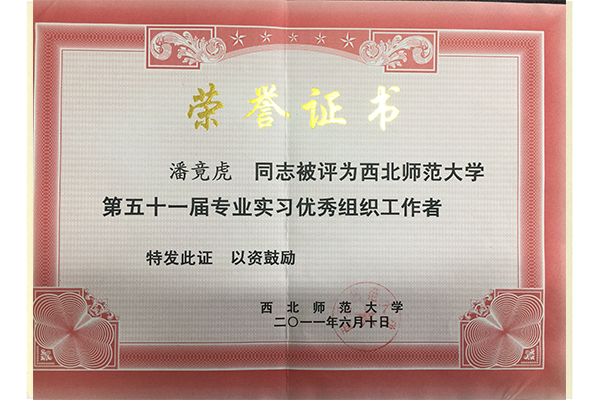 荣誉证书
潘竟虎 同志被评为西北师范大学
第五十一届专业实习优秀组织工作者
特发此证 以资鼓励
西北师范大学
二〇一一年六月十日